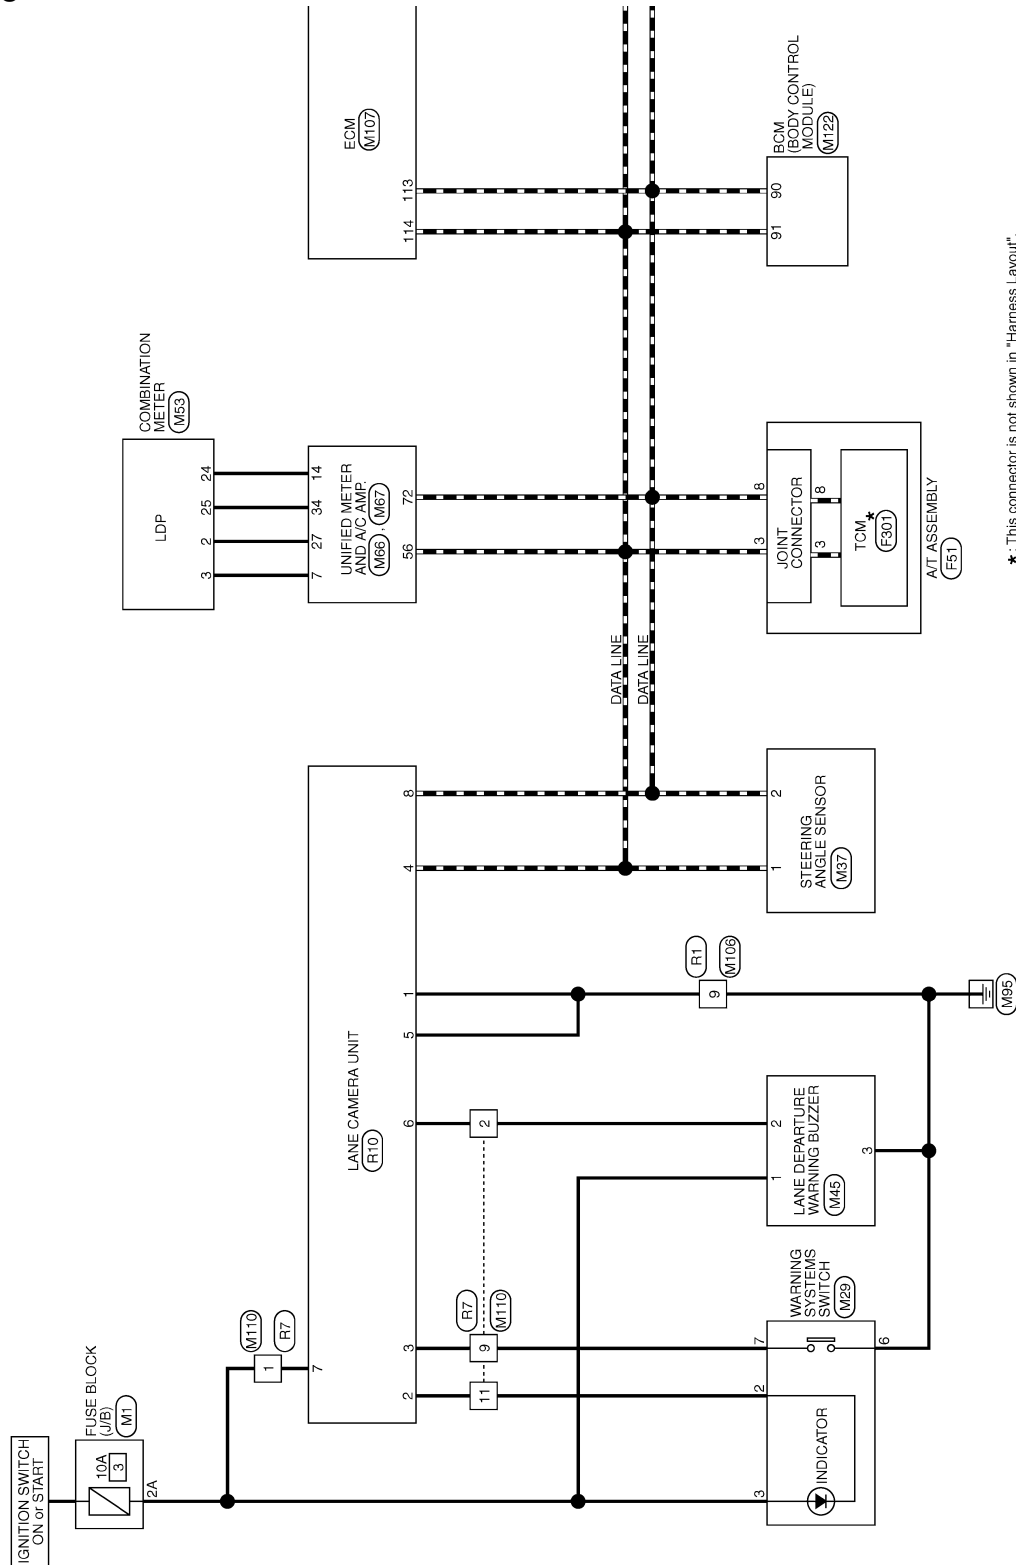 IGNITION SWITCH
ON or START
FUSE BLOCK
(J/B)
M1
10A
3
2A
M110
R7
1
7
LANE CAMERA UNIT
R10
2
3
6
5
1
4
8
11
9
2
R7
M110
WARNING
SYSTEMS
SWITCH
M29
3
2
7
6
INDICATOR
LANE DEPARTURE
WARNING BUZZER
M45
1
2
3
R1
M106
9
M95
STEERING
ANGLE SENSOR
M37
1
2
DATA LINE
DATA LINE
COMBINATION
METER
M53
LDP
3
2
25
24
7
27
34
14
UNIFIED METER
AND A/C AMP.
M66 , M67
56
72
3
8
JOINT
CONNECTOR
3
8
TCM
★
F301
A/T ASSEMBLY
F51
ECM
M107
114
113
91
90
BCM
(BODY CONTROL
MODULE)
M122
★ : This connector is not shown in "Harness Layout".